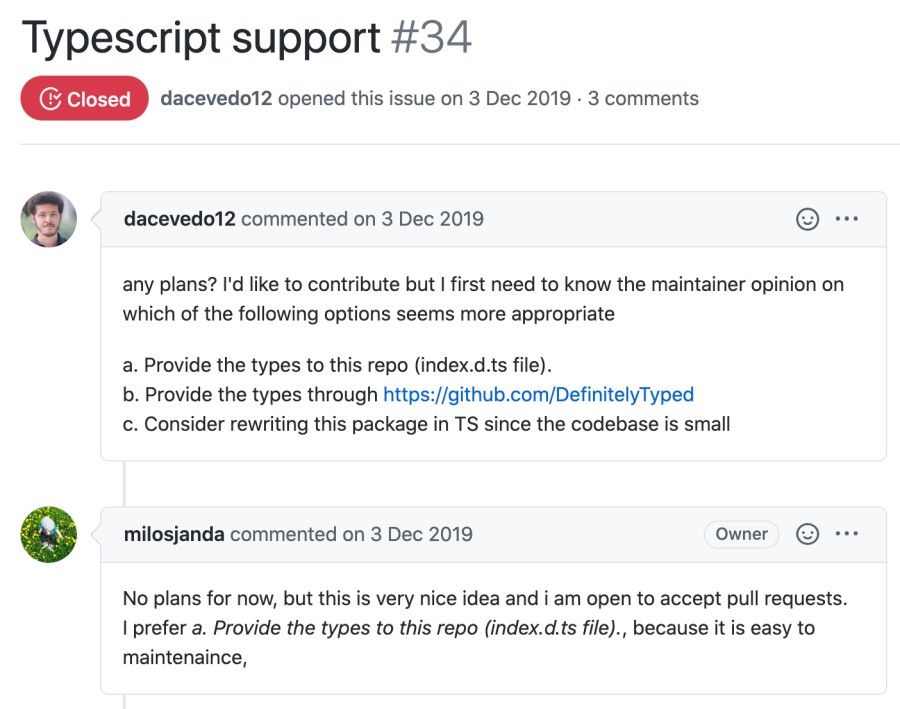 Typescript support #34
Closed dacevedo12 opened this issue on 3 Dec 2019 · 3 comments
dacevedo12 commented on 3 Dec 2019
any plans? I'd like to contribute but I first need to know the maintainer opinion on
which of the following options seems more appropriate
a. Provide the types to this repo (index.d.ts file).
b. Provide the types through https://github.com/DefinitelyTyped
c. Consider rewriting this package in TS since the codebase is small
milosjanda commented on 3 Dec 2019 Owner
No plans for now, but this is very nice idea and i am open to accept pull requests.
I prefer a. Provide the types to this repo (index.d.ts file)., because it is easy to
maintenaince,